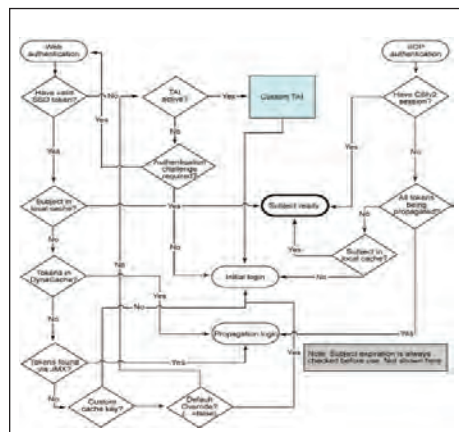 Web
authentication
IIOP
authentication
Have valid
SSO token?
No
TAI
active?
Yes
Custom TAI
Have CSIv2
session?
Yes
No
Yes
Authentication
challenge
required?
Yes
No
Subject in
local cache?
Yes
Subject ready
No
All tokens
being
propagated?
No
No
Yes
Subject in
local cache?
No
Tokens in
DynaCache?
No
Initial login
No
Yes
No
Propagation logic
Yes
Tokens found
via JMX?
Yes
Yes
Note: Subject expiration is always
checked before use. Not shown here.
No
Custom
cache key?
Default
Override?